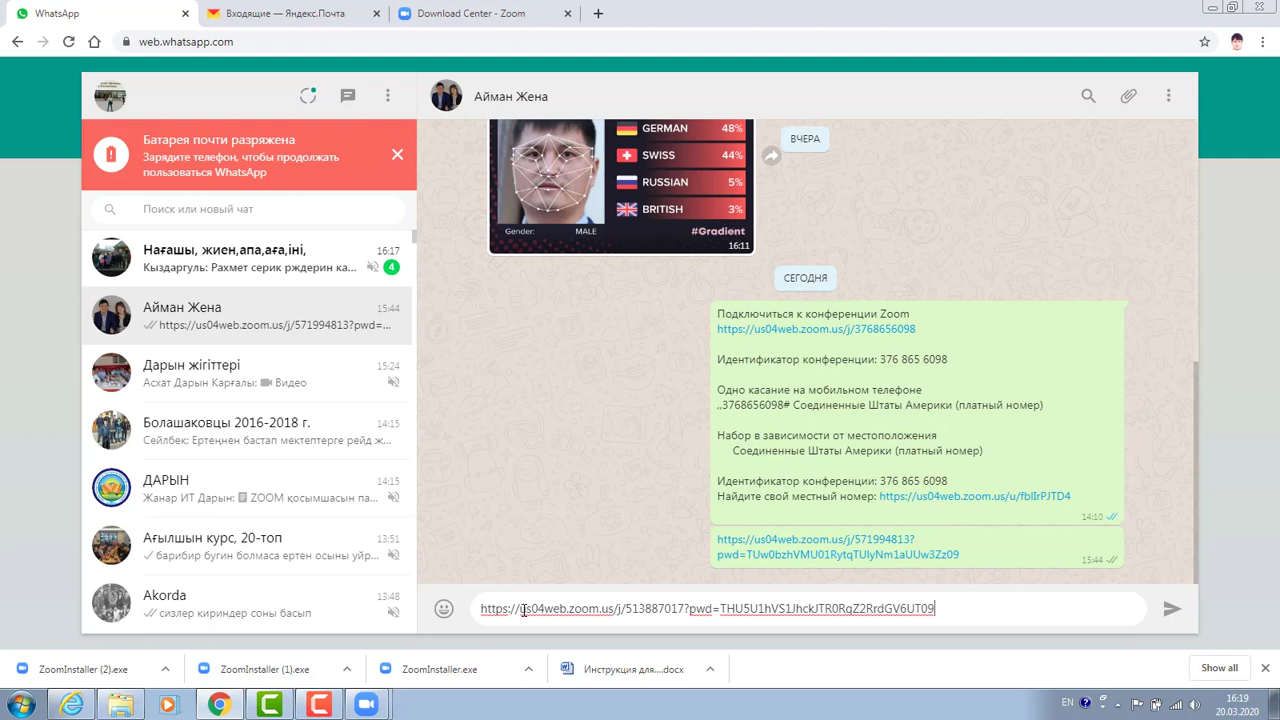 WhatsApp
Входящие — Яндекс.Почта
Download Center - Zoom
web.whatsapp.com
Батарея почти разряжена
Зарядите телефон, чтобы продолжать
пользоваться WhatsApp
Поиск или новый чат
Нағашы, жиен,апа,аға,іні,
16:17
Кыздаргуль: Рахмет серик рждерин ка...
4
Айман Жена
15:44
https://us04web.zoom.us/j/571994813?pwd=...
Дарын жігіттері
15:24
Асхат Дарын Карғалы: Видео
Болашаковцы 2016-2018 г.
14:15
Сейлбек: Ертеңнен бастап мектептерге рейд ж...
ДАРЫН
14:15
Жанар ИТ Дарын: ZOOM қосымшасын па...
Ағылшын курс, 20-топ
13:51
барибир бугин болмаса ертен осыны уйр...
Akorda
13:48
сизлер кириндер соны басып
Айман Жена
GERMAN 48%
SWISS 44%
RUSSIAN 5%
BRITISH 3%
Gender: MALE #Gradient
16:11
ВЧЕРА
СЕГОДНЯ
Подключиться к конференции Zoom
https://us04web.zoom.us/j/3768656098
Идентификатор конференции: 376 865 6098
Одно касание на мобильном телефоне
,,3768656098# Соединенные Штаты Америки (платный номер)
Набор в зависимости от местоположения
Соединенные Штаты Америки (платный номер)
Идентификатор конференции: 376 865 6098
Найдите свой местный номер: https://us04web.zoom.us/u/fblIrPJTD4
14:10
https://us04web.zoom.us/j/571994813?
pwd=TUw0bzhVMU01RytqTUlyNm1aUUw3Zz09
15:44
https://us04web.zoom.us/j/513887017?pwd=THU5U1hVS1JhckJTR0RqZ2RrdGV6UT09
ZoomInstaller (2).exe
ZoomInstaller (1).exe
ZoomInstaller.exe
Инструкция для....docx
Show all
EN
16:19
20.03.2020